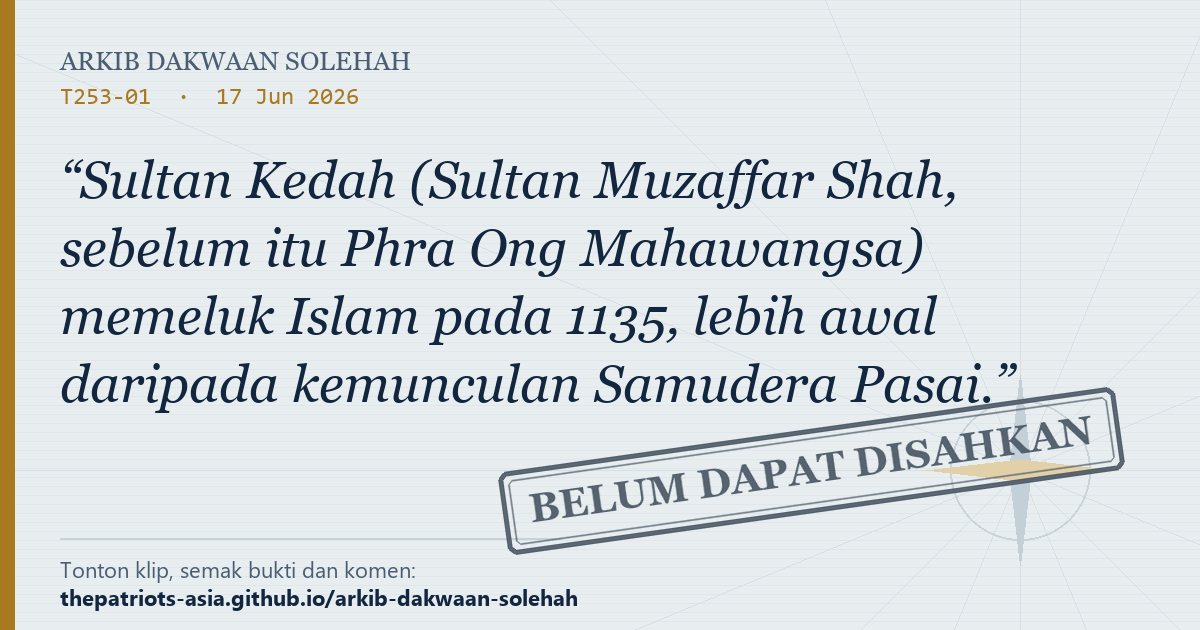 ARKIB DAKWAAN SOLEHAH
T253-01 · 17 Jun 2026
“Sultan Kedah (Sultan Muzaffar Shah,
sebelum itu Phra Ong Mahawangsa)
memeluk Islam pada 1135, lebih awal
daripada kemunculan Samudera Pasai.”
BELUM DAPAT DISAHKAN
Tonton klip, semak bukti dan komen:
thepatriots-asia.github.io/arkib-dakwaan-solehah